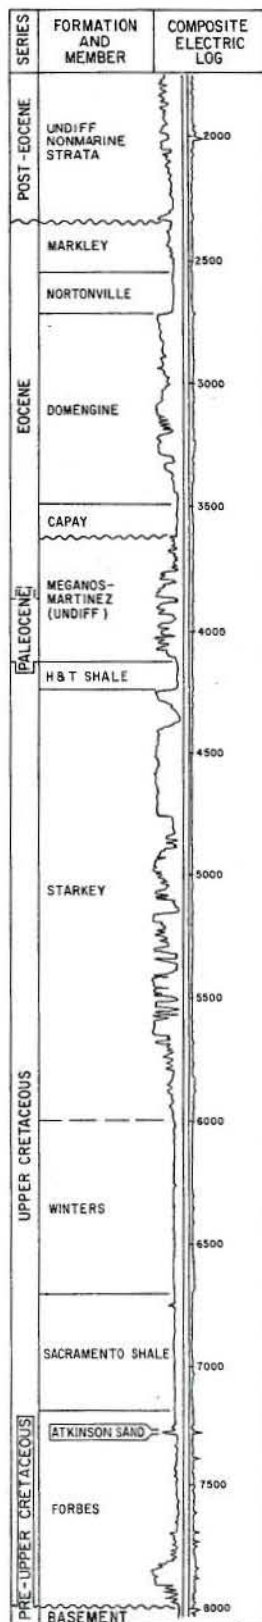 SERIES
FORMATION
AND
MEMBER
COMPOSITE
ELECTRIC
LOG
POST-EOCENE
UNDIFF
NONMARINE
STRATA
2000
MARKLEY
2500
NORTONVILLE
EOCENE
3000
DOMENGINE
3500
CAPAY
PALEOCENE
MEGANOS-
MARTINEZ
(UNDIFF)
4000
H&T SHALE
UPPER CRETACEOUS
4500
STARKEY
5000
5500
6000
WINTERS
6500
SACRAMENTO SHALE
7000
ATKINSON SAND
PRE-UPPER CRETACEOUS
FORBES
7500
8000
BASEMENT